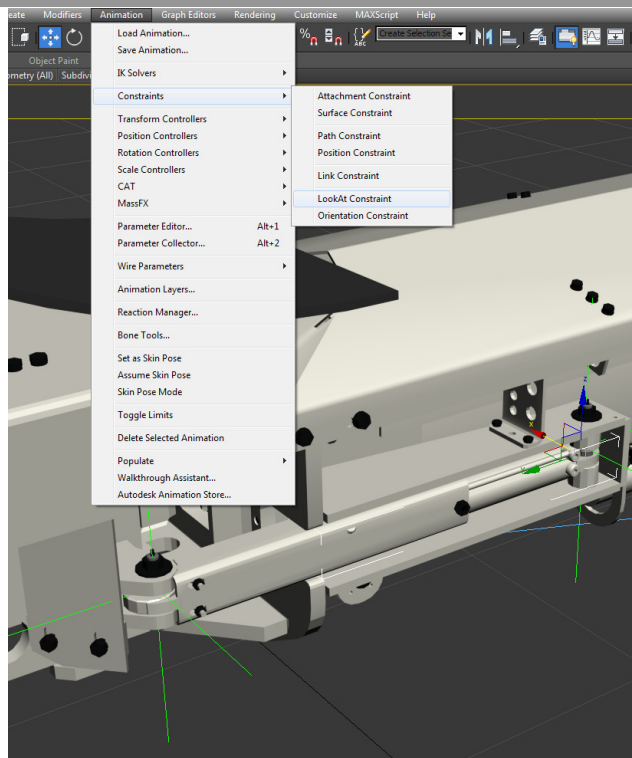 eate Modifiers Animation Graph Editors Rendering Customize MAXScript Help
% n n ABC Create Selection Se
Object Paint
ometry (All) Subdivi
Load Animation...
Save Animation...
IK Solvers
Constraints
Transform Controllers
Position Controllers
Rotation Controllers
Scale Controllers
CAT
MassFX
Parameter Editor... Alt+1
Parameter Collector... Alt+2
Wire Parameters
Animation Layers...
Reaction Manager...
Bone Tools...
Set as Skin Pose
Assume Skin Pose
Skin Pose Mode
Toggle Limits
Delete Selected Animation
Populate
Walkthrough Assistant...
Autodesk Animation Store...
Attachment Constraint
Surface Constraint
Path Constraint
Position Constraint
Link Constraint
LookAt Constraint
Orientation Constraint
z
x